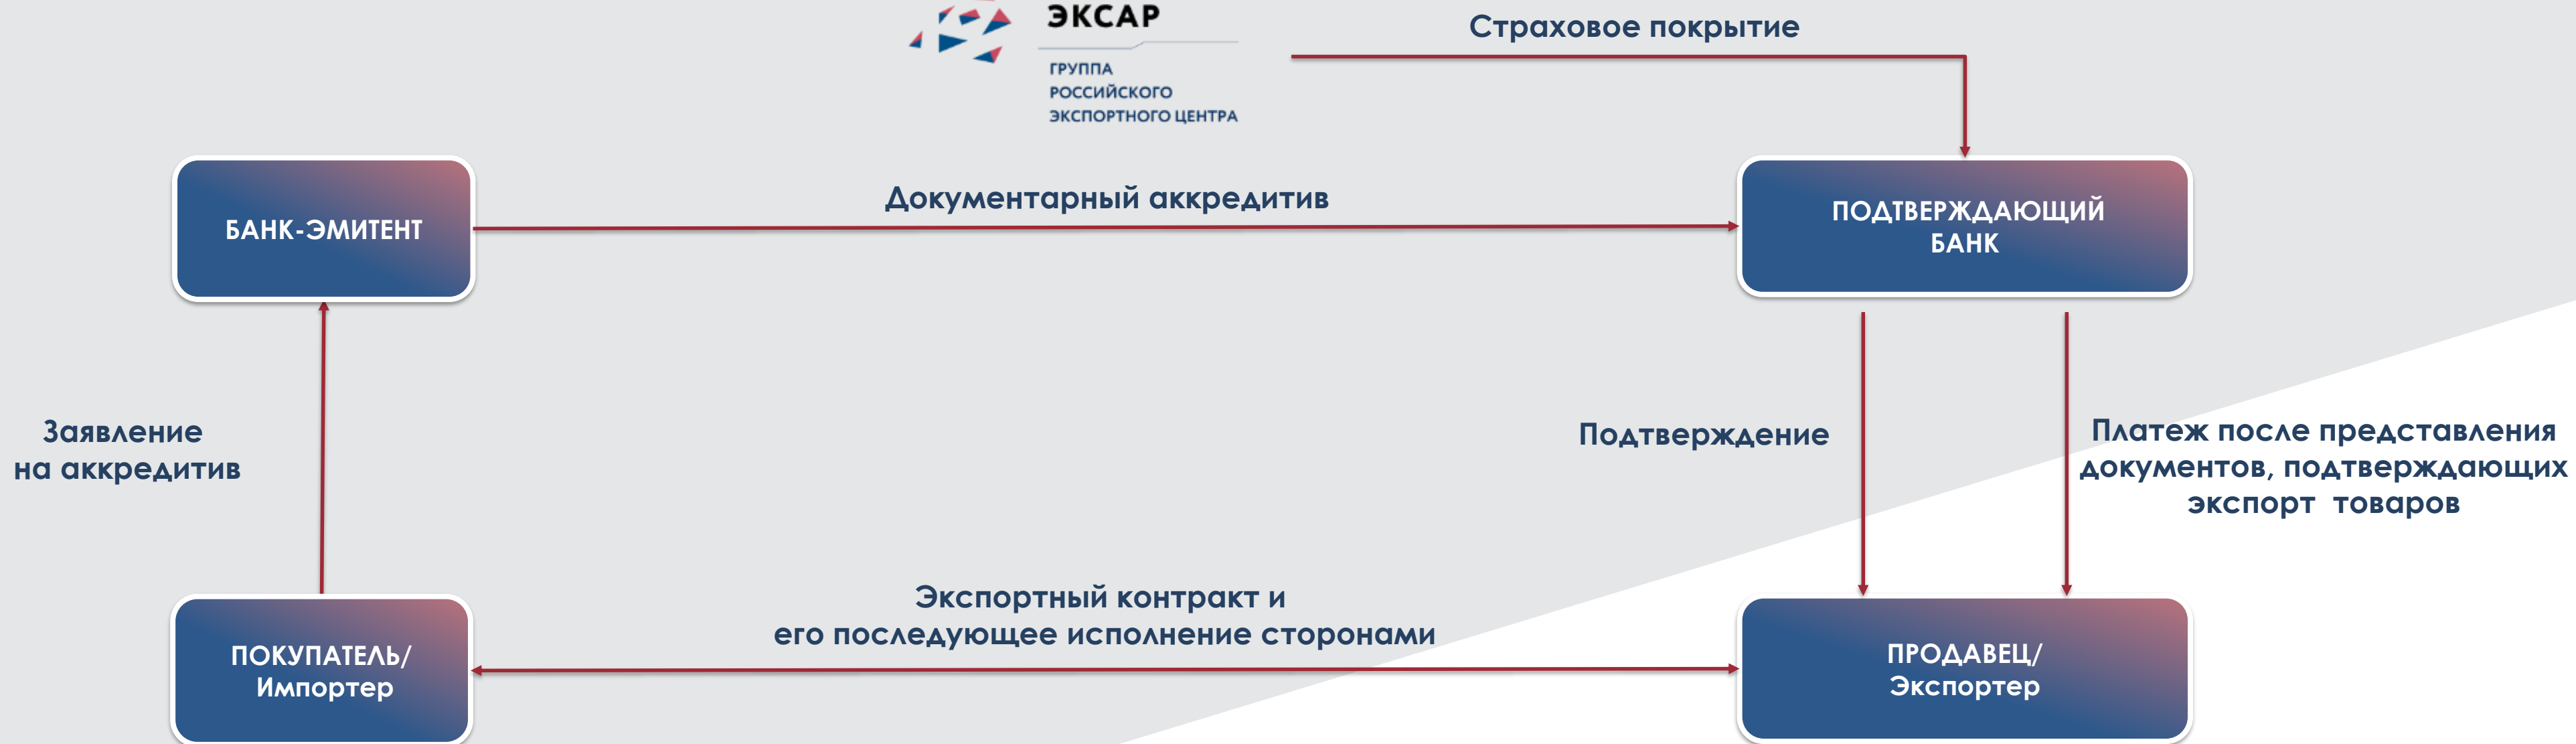 ЭКСАР
ГРУППА
РОССИЙСКОГО
ЭКСПОРТНОГО ЦЕНТРА
Страховое покрытие
БАНК-ЭМИТЕНТ
Документарный аккредитив
ПОДТВЕРЖДАЮЩИЙ
БАНК
Заявление
на аккредитив
Подтверждение
Платеж после представления
документов, подтверждающих
экспорт товаров
Экспортный контракт и
его последующее исполнение сторонами
ПОКУПАТЕЛЬ/
Импортер
ПРОДАВЕЦ/
Экспортер